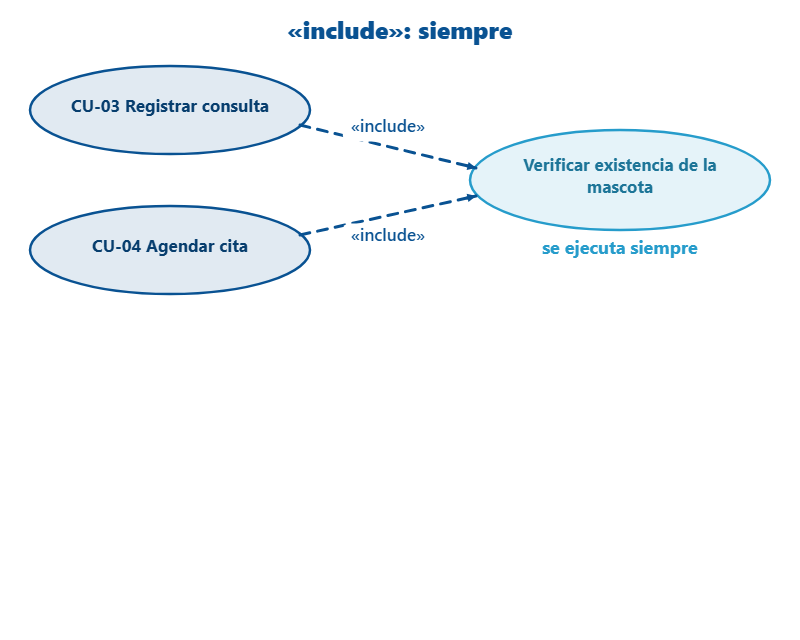 «include»: siempre
CU-03 Registrar consulta
«include»
Verificar existencia de la
mascota
CU-04 Agendar cita
«include»
se ejecuta siempre